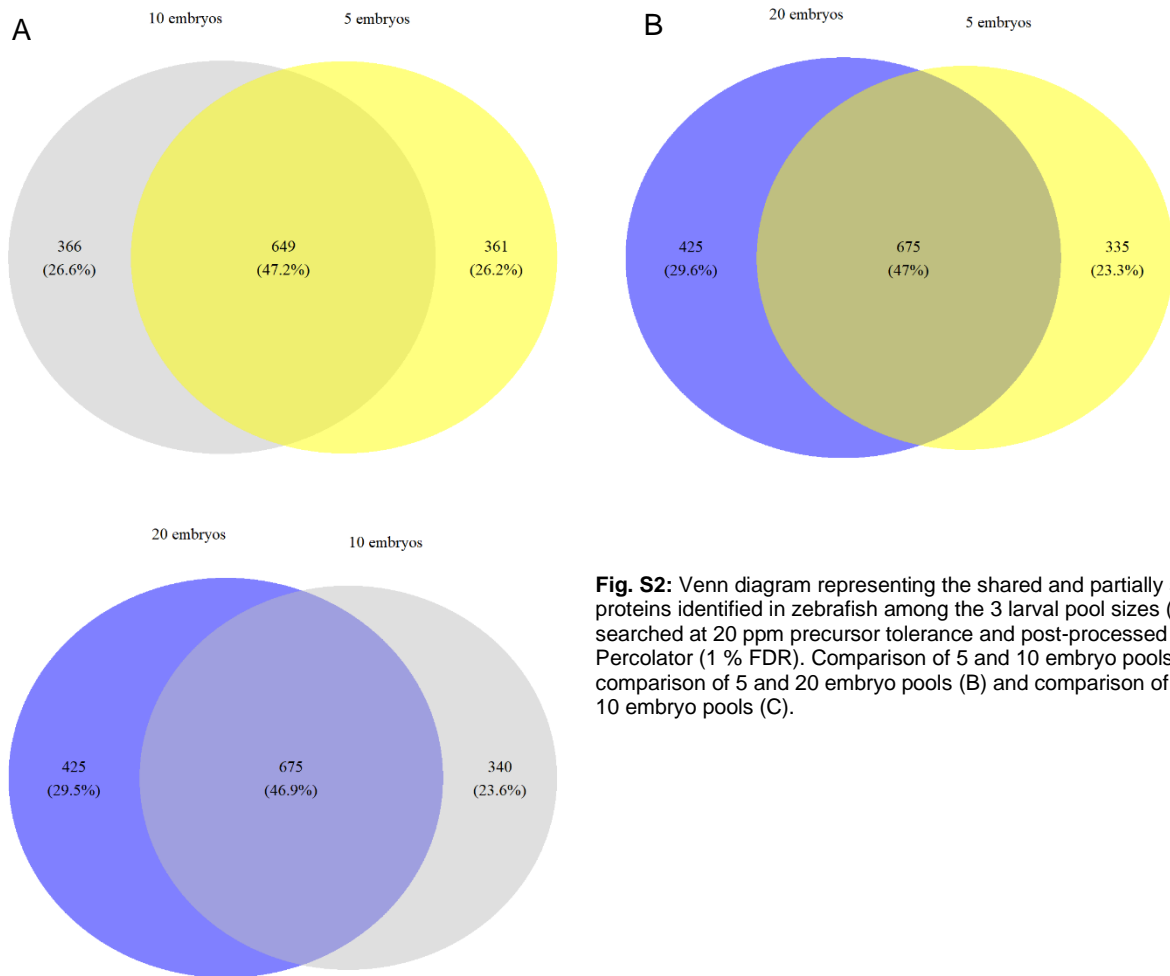 A
10 embryos
5 embryos
366
(26.6%)
649
(47.2%)
361
(26.2%)
B
20 embryos
5 embryos
425
(29.6%)
675
(47%)
335
(23.3%)
20 embryos
10 embryos
425
(29.5%)
675
(46.9%)
340
(23.6%)
Fig. S2: Venn diagram representing the shared and partially
proteins identified in zebrafish among the 3 larval pool sizes (
searched at 20 ppm precursor tolerance and post-processed
Percolator (1 % FDR). Comparison of 5 and 10 embryo pools
comparison of 5 and 20 embryo pools (B) and comparison of
10 embryo pools (C).